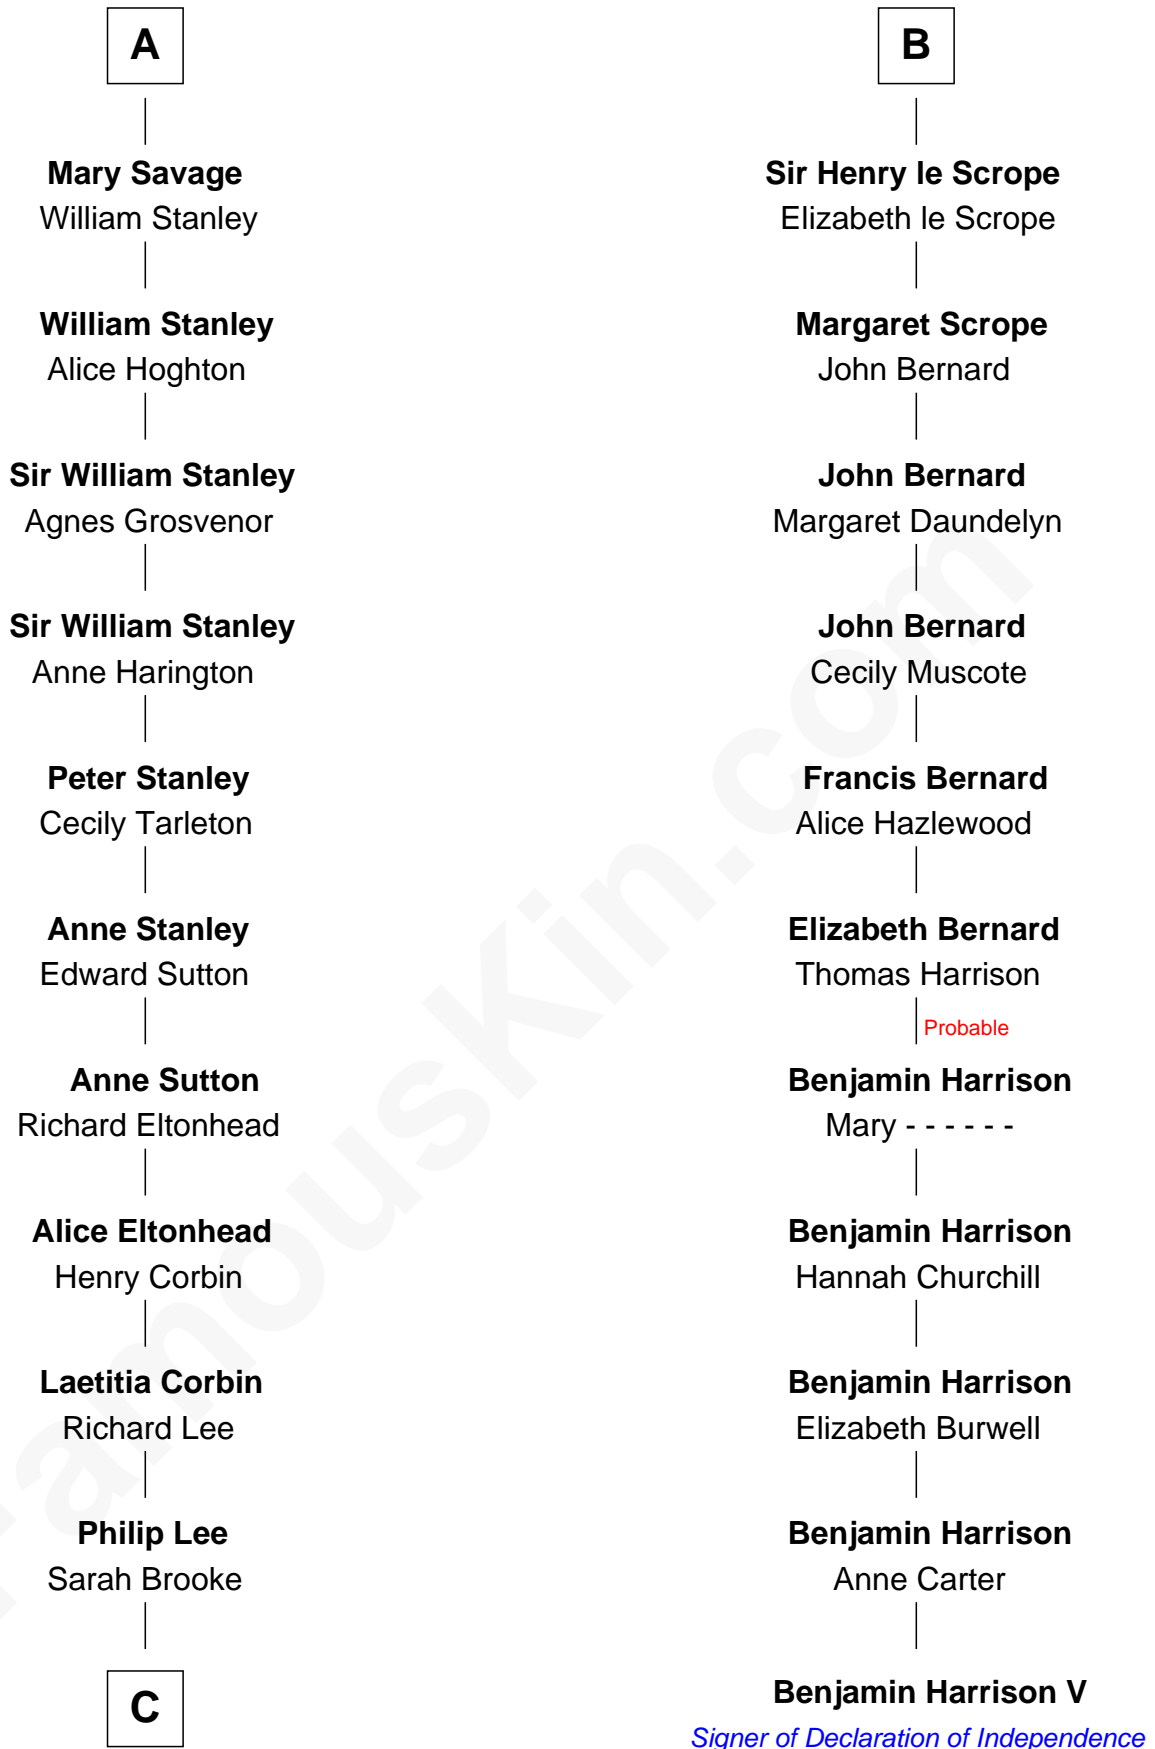 A
Mary Savage
William Stanley
William Stanley
Alice Hoghton
Sir William Stanley
Agnes Grosvenor
Sir William Stanley
Anne Harington
Peter Stanley
Cecily Tarleton
Anne Stanley
Edward Sutton
Anne Sutton
Richard Eltonhead
Alice Eltonhead
Henry Corbin
Laetitia Corbin
Richard Lee
Philip Lee
Sarah Brooke
C
B
Sir Henry le Scrope
Elizabeth le Scrope
Margaret Scrope
John Bernard
John Bernard
Margaret Daundelyn
John Bernard
Cecily Muscote
Francis Bernard
Alice Hazlewood
Elizabeth Bernard
Thomas Harrison
Probable
Benjamin Harrison
Mary - - - - - -
Benjamin Harrison
Hannah Churchill
Benjamin Harrison
Elizabeth Burwell
Benjamin Harrison
Anne Carter
Benjamin Harrison V
Signer of Declaration of Independence
FamousKin.com